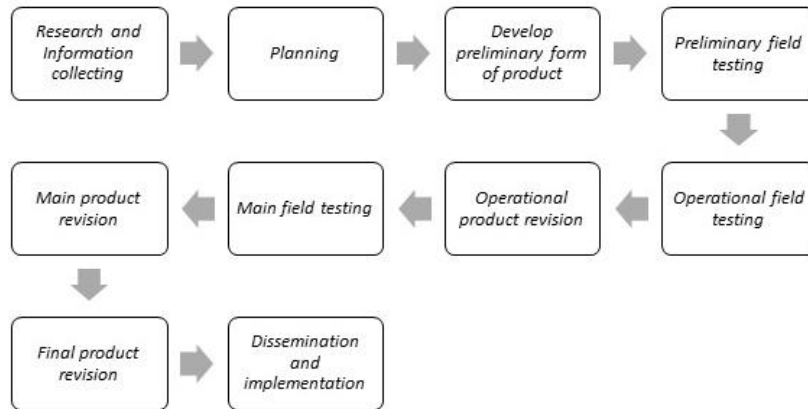 Research and
Information
collecting
Planning
Develop
preliminary form
of product
Preliminary field
testing
Operational field
testing
Operational
product revision
Main field testing
Main product
revision
Final product
revision
Dissemination
and
implementation